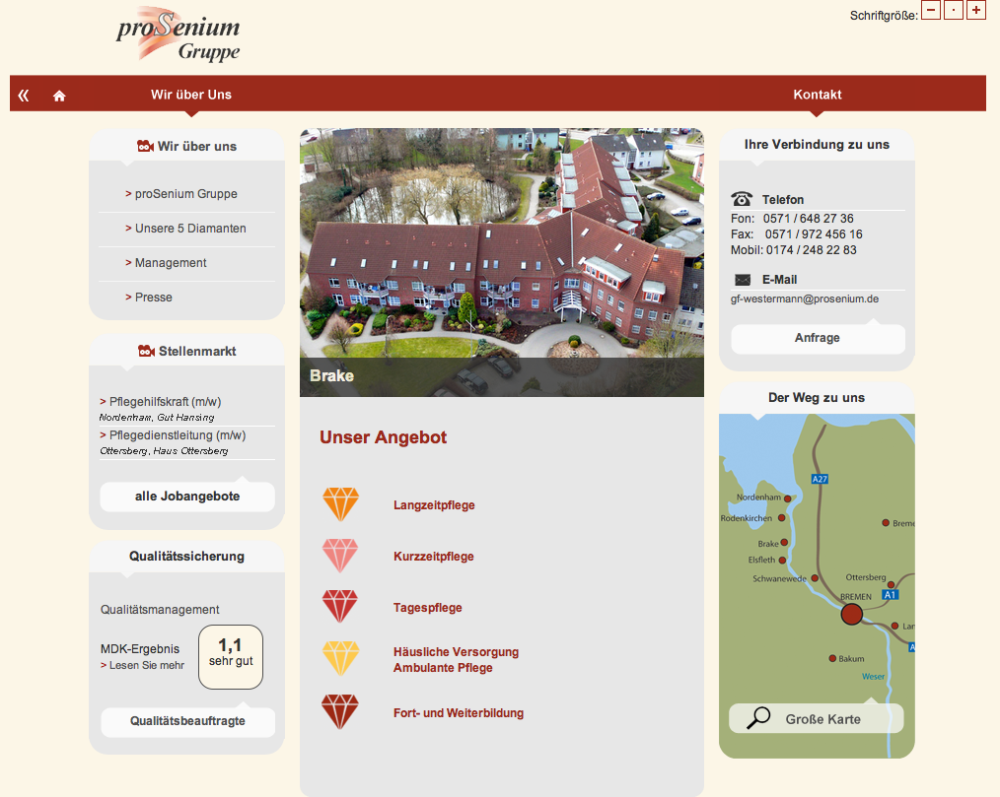 proSenium
Gruppe
Schriftgröße: - · +
Wir über Uns
Kontakt
Wir über uns
> proSenium Gruppe
> Unsere 5 Diamanten
> Management
> Presse
Stellenmarkt
> Pflegehilfskraft (m/w)
Nordenham, Gut Hansing
> Pflegedienstleitung (m/w)
Ottersberg, Haus Ottersberg
alle Jobangebote
Qualitätssicherung
Qualitätsmanagement
MDK-Ergebnis
> Lesen Sie mehr
1,1
sehr gut
Qualitätsbeauftragte
Brake
Unser Angebot
Langzeitpflege
Kurzzeitpflege
Tagespflege
Häusliche Versorgung
Ambulante Pflege
Fort- und Weiterbildung
Ihre Verbindung zu uns
Telefon
Fon: 0571 / 648 27 36
Fax: 0571 / 972 456 16
Mobil: 0174 / 248 22 83
E-Mail
gf-westermann@prosenium.de
Anfrage
Der Weg zu uns
A27
Nordenham
Rodenkirchen
Breme
Brake
Elsfleth
Schwanewede
Ottersberg
A1
BREMEN
Lan
A
Bakum
Weser
Große Karte